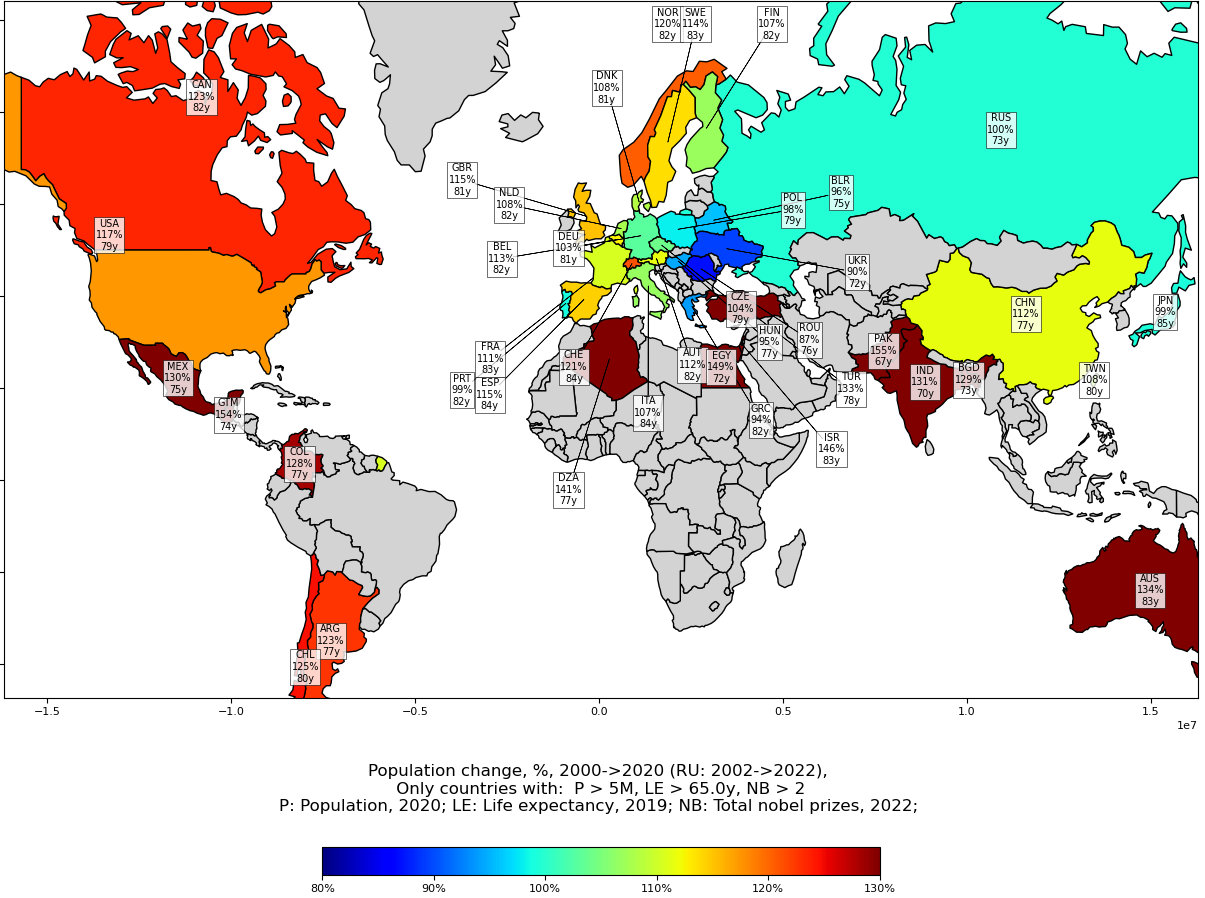 NOR
120%
82y
SWE
114%
83y
FIN
107%
82y
DNK
108%
81y
CAN
123%
82y
RUS
100%
73y
GBR
115%
81y
NLD
108%
82y
BLR
96%
75y
POL
98%
79y
USA
117%
79y
BEL
113%
82y
DEU
103%
81y
UKR
90%
72y
CZE
104%
79y
CHN
112%
77y
JPN
99%
85y
HUN
95%
77y
ROU
87%
76y
FRA
111%
83y
CHE
121%
84y
AUT
112%
82y
EGY
149%
72y
PAK
155%
67y
IND
131%
70y
BGD
129%
73y
TWN
108%
80y
MEX
130%
75y
PRT
99%
82y
ESP
115%
84y
TUR
133%
78y
GTM
154%
74y
ITA
107%
84y
GRC
94%
82y
ISR
146%
83y
COL
128%
77y
DZA
141%
77y
AUS
134%
83y
ARG
123%
77y
CHL
125%
80y
−1.5 −1.0 −0.5 0.0 0.5 1.0 1.5
1e7
Population change, %, 2000->2020 (RU: 2002->2022),
Only countries with:  P > 5M, LE > 65.0y, NB > 2
P: Population, 2020; LE: Life expectancy, 2019; NB: Total nobel prizes, 2022;
80% 90% 100% 110% 120% 130%